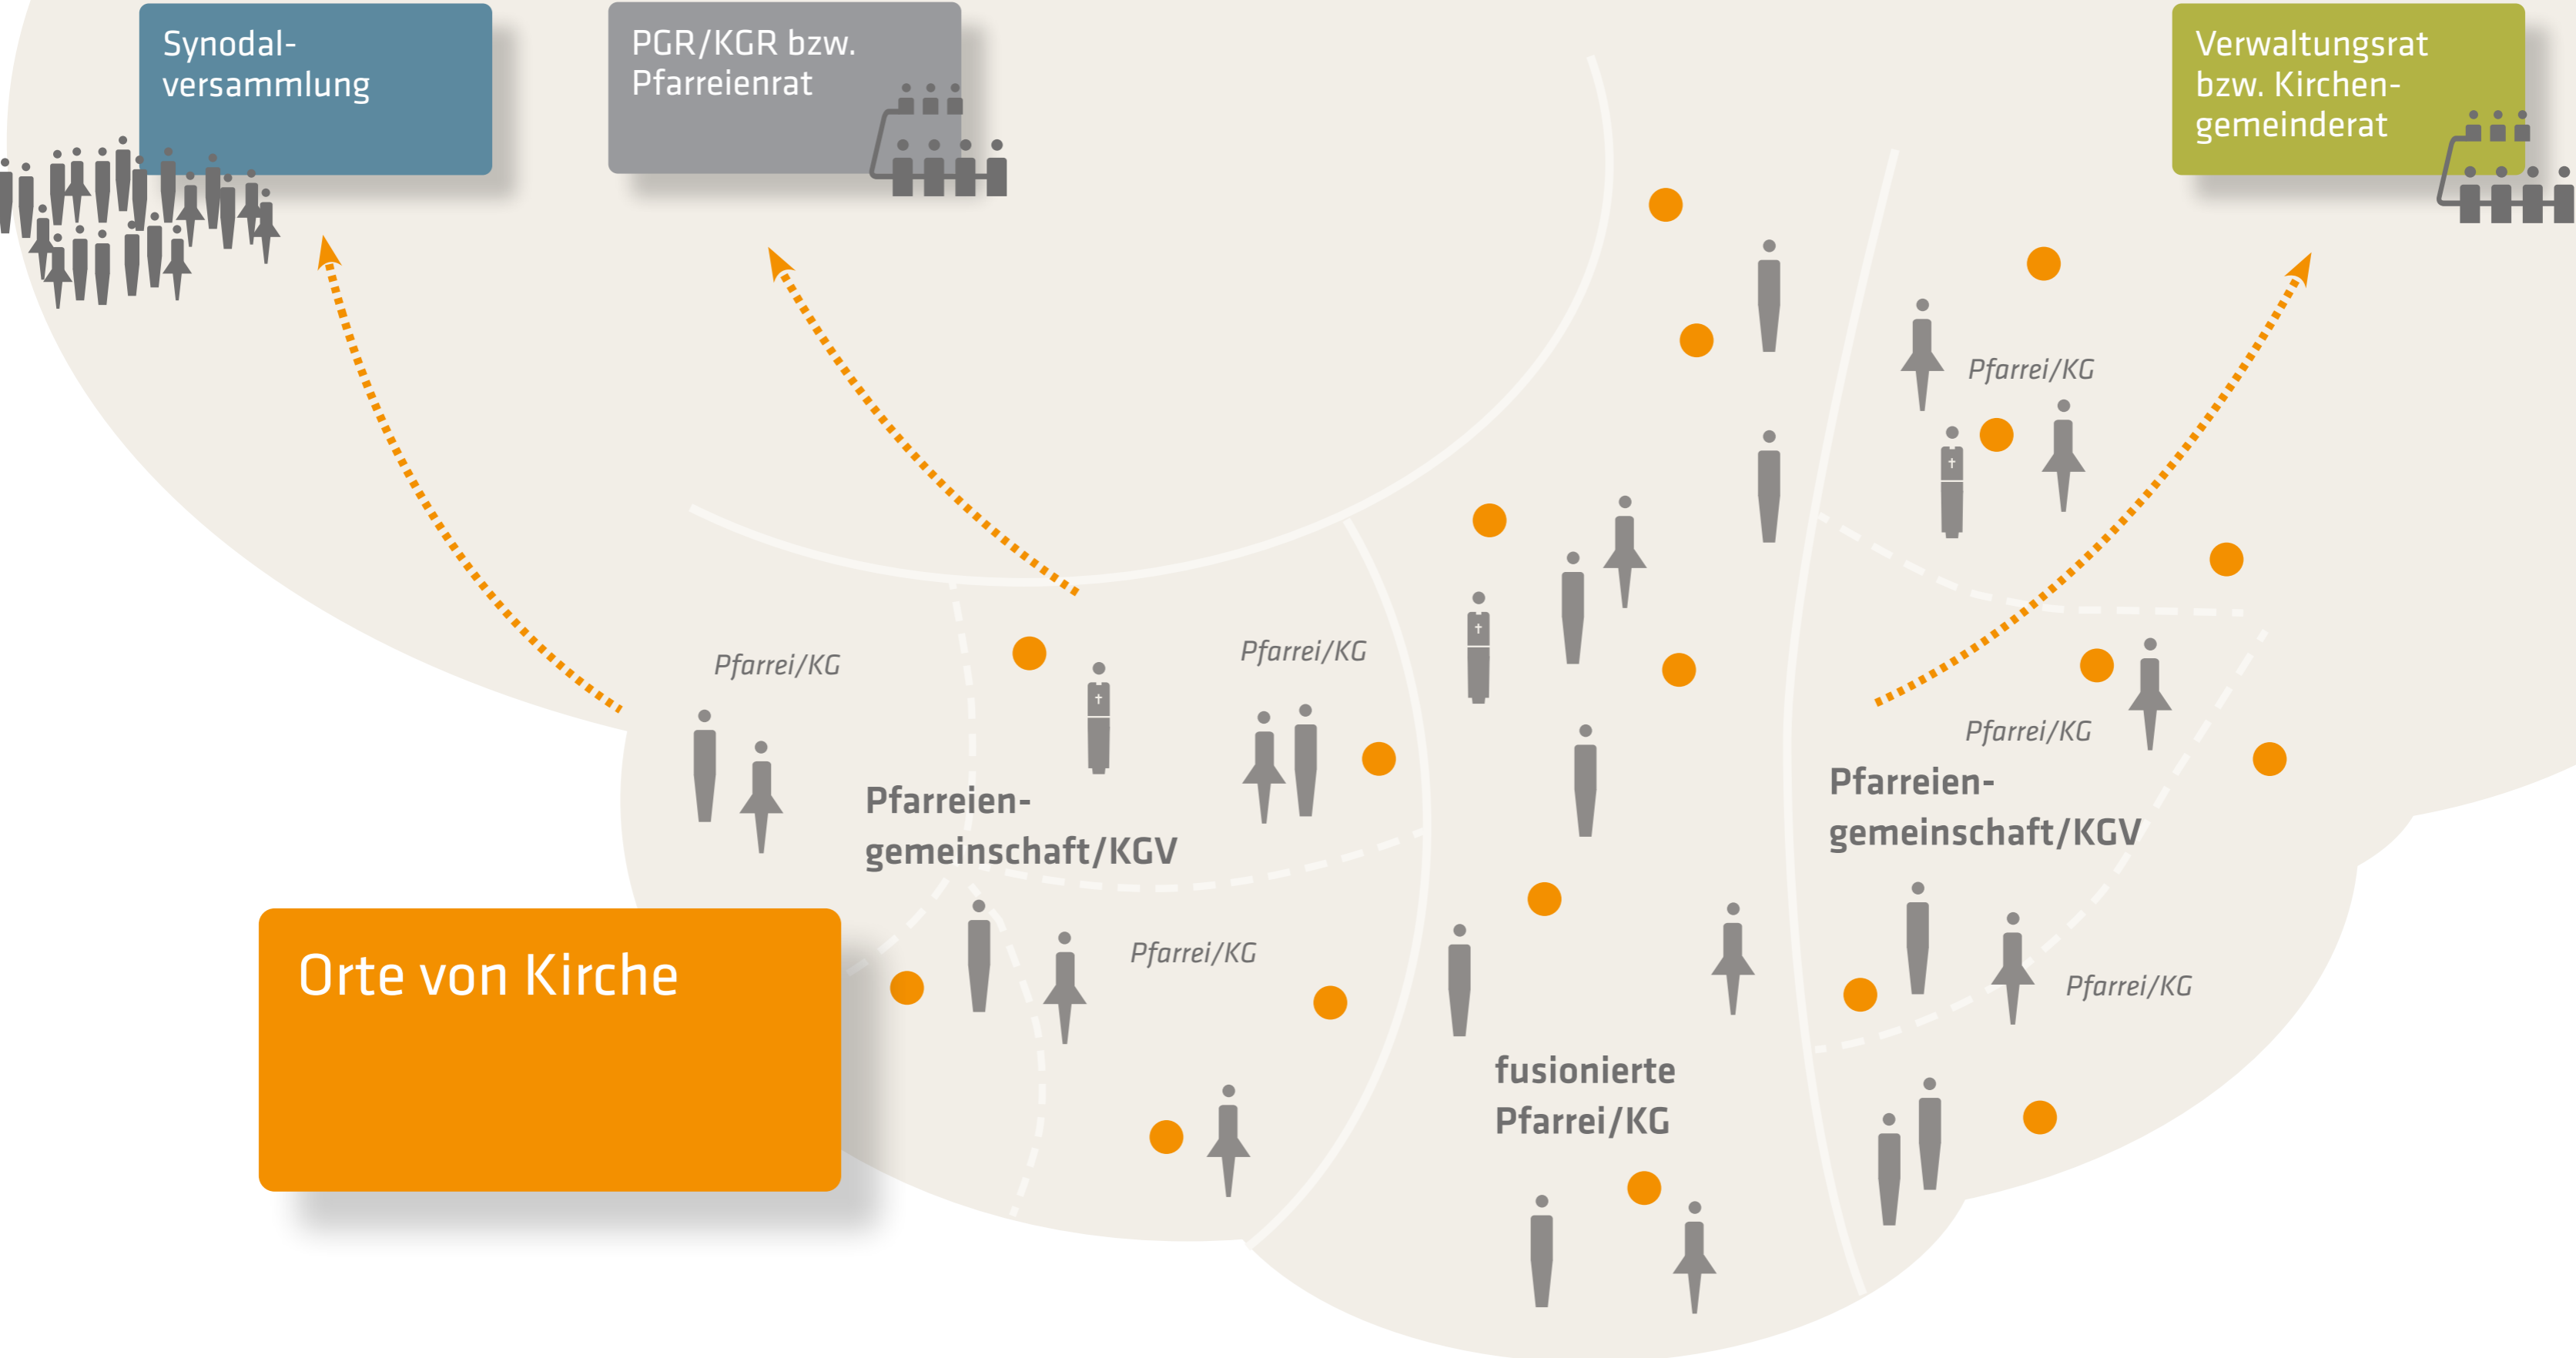 Synodal-
versammlung
PGR/KGR bzw.
Pfarreienrat
Verwaltungsrat
bzw. Kirchen-
gemeinderat
Pfarrei/KG
Pfarrei/KG
Pfarrei/KG
Pfarrei/KG
Pfarreien-
gemeinschaft/KGV
Pfarreien-
gemeinschaft/KGV
Orte von Kirche
Pfarrei/KG
Pfarrei/KG
fusionierte
Pfarrei/KG